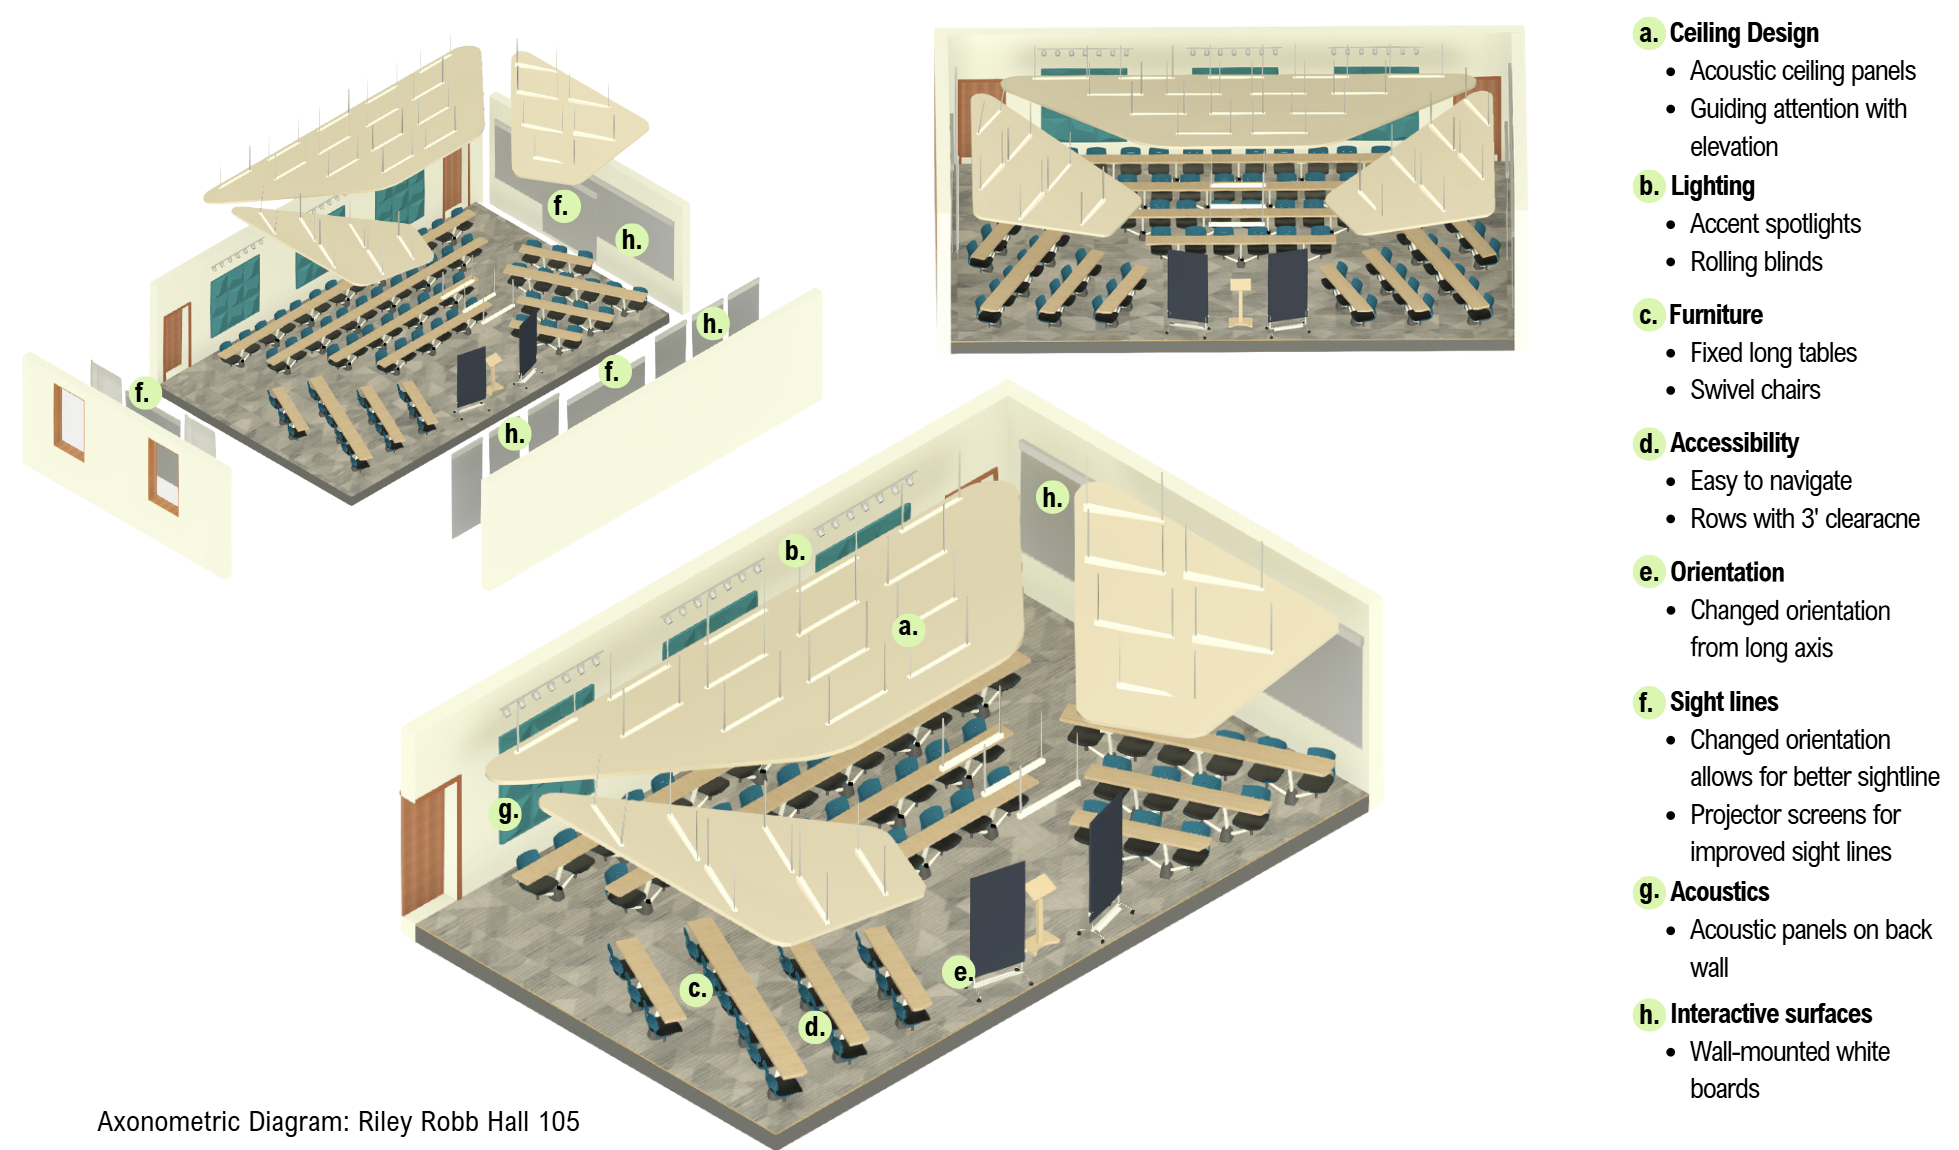 a. Ceiling Design
• Acoustic ceiling panels
• Guiding attention with
elevation
b. Lighting
• Accent spotlights
• Rolling blinds
c. Furniture
• Fixed long tables
• Swivel chairs
d. Accessibility
• Easy to navigate
• Rows with 3' clearacne
e. Orientation
• Changed orientation
from long axis
f. Sight lines
• Changed orientation
allows for better sightline
• Projector screens for
improved sight lines
g. Acoustics
• Acoustic panels on back
wall
h. Interactive surfaces
• Wall-mounted white
boards
f.
h.
h.
f.
f.
h.
h.
b.
a.
g.
e.
c.
d.
Axonometric Diagram: Riley Robb Hall 105